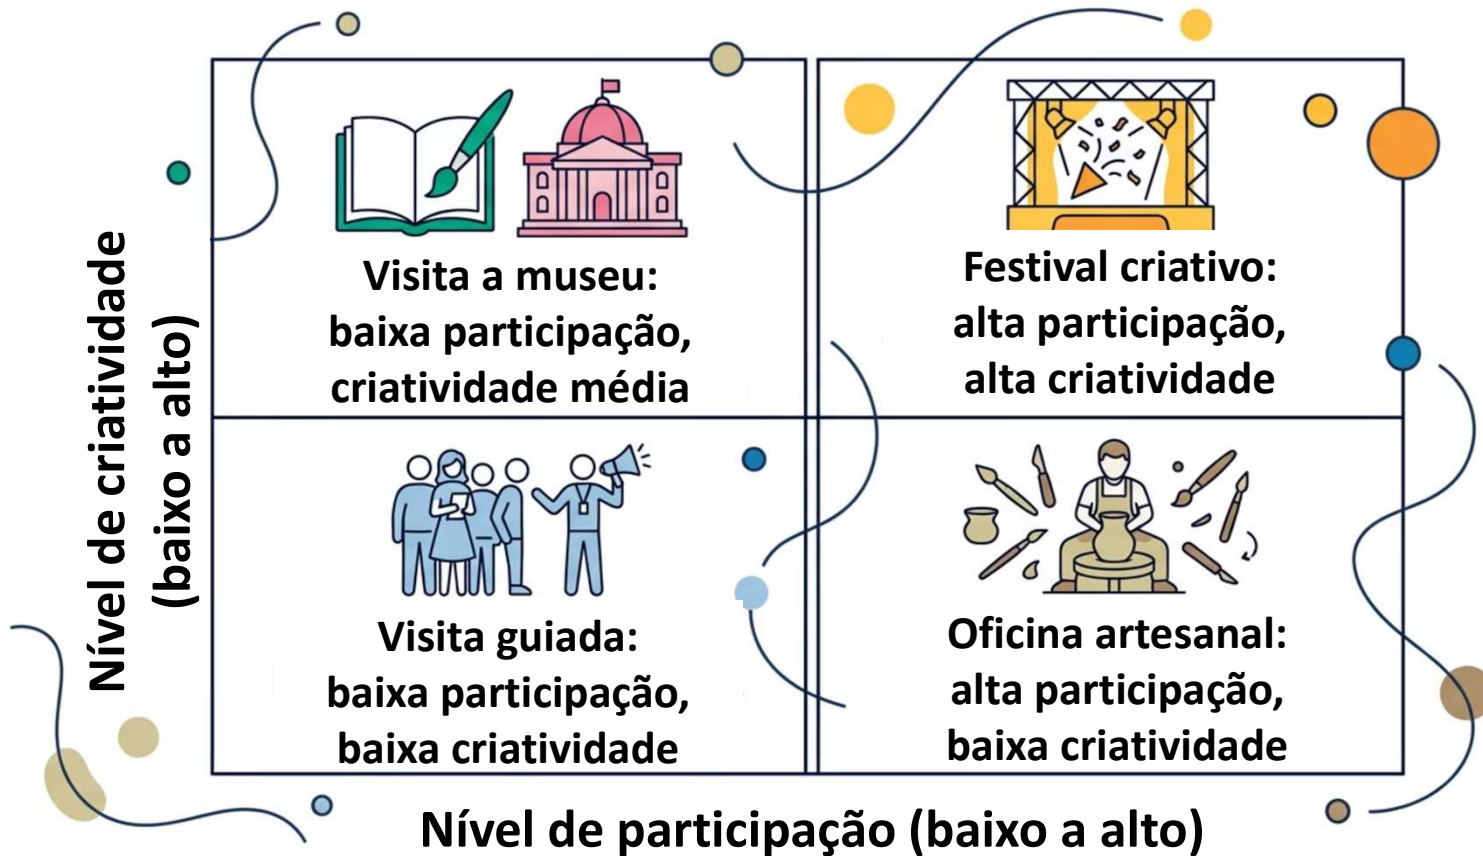 Nível de criatividade
(baixo a alto)
Visita a museu:
baixa participação,
criatividade média
Festival criativo:
alta participação,
alta criatividade
Visita guiada:
baixa participação,
baixa criatividade
Oficina artesanal:
alta participação,
baixa criatividade
Nível de participação (baixo a alto)